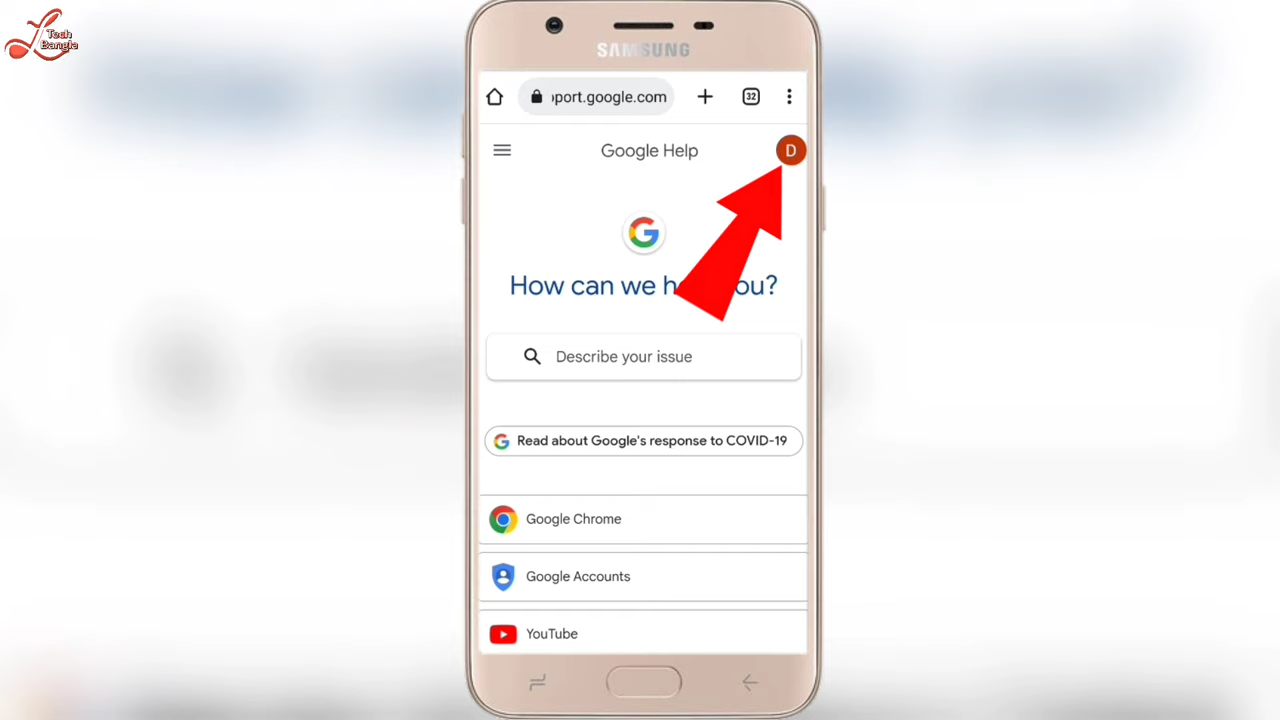 Tech
Bangla
SAMSUNG
port.google.com
32
Google Help
D
How can we h ou?
Describe your issue
Read about Google's response to COVID-19
Google Chrome
Google Accounts
YouTube